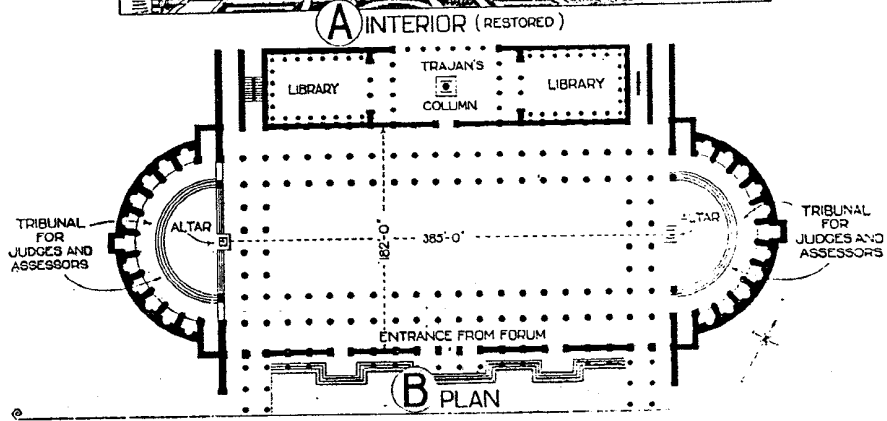 A INTERIOR (RESTORED)
LIBRARY
TRAJAN'S
COLUMN
LIBRARY
TRIBUNAL
FOR
JUDGES AND
ASSESSORS
ALTAR
182-0"
385'-0"
ALTAR
TRIBUNAL
FOR
JUDGES AND
ASSESSORS
ENTRANCE FROM FORUM
B PLAN